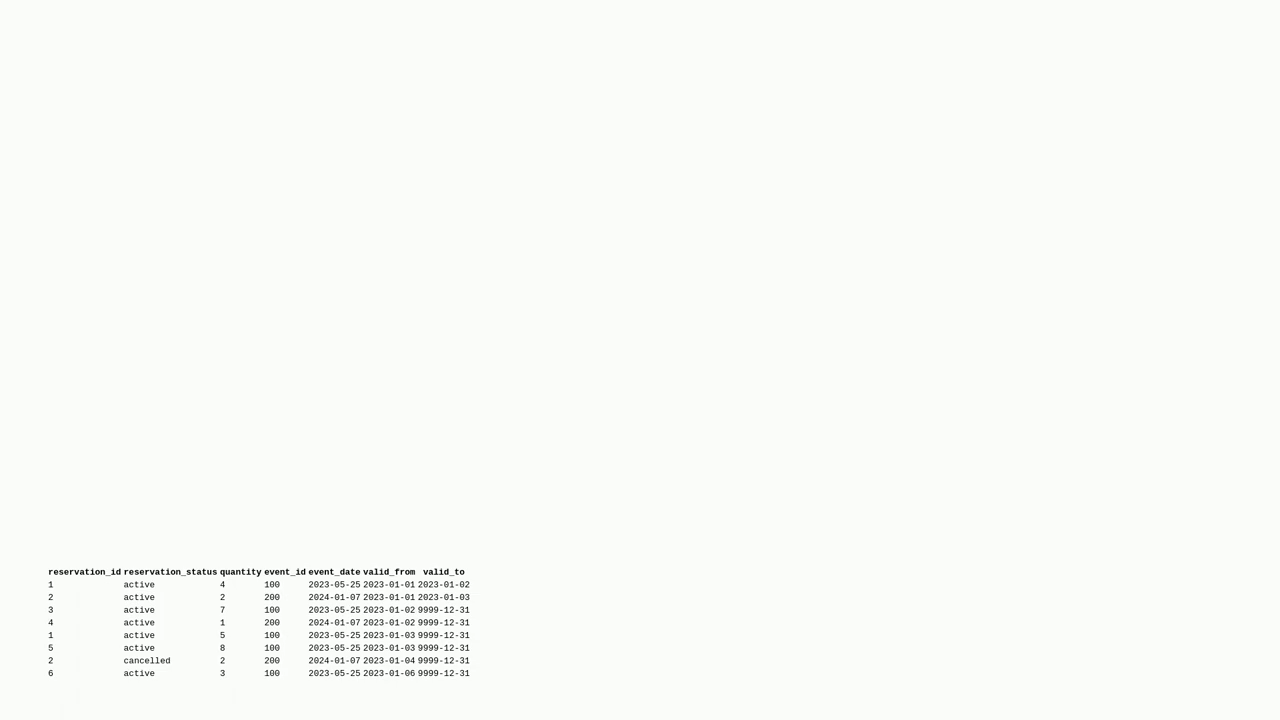 reservation_id reservation_status quantity event_id event_date valid_from valid_to
1 active 4 100 2023-05-25 2023-01-01 2023-01-02
2 active 2 200 2024-01-07 2023-01-01 2023-01-03
3 active 7 100 2023-05-25 2023-01-02 9999-12-31
4 active 1 200 2024-01-07 2023-01-02 9999-12-31
1 active 5 100 2023-05-25 2023-01-03 9999-12-31
5 active 8 100 2023-05-25 2023-01-03 9999-12-31
2 cancelled 2 200 2024-01-07 2023-01-04 9999-12-31
6 active 3 100 2023-05-25 2023-01-06 9999-12-31